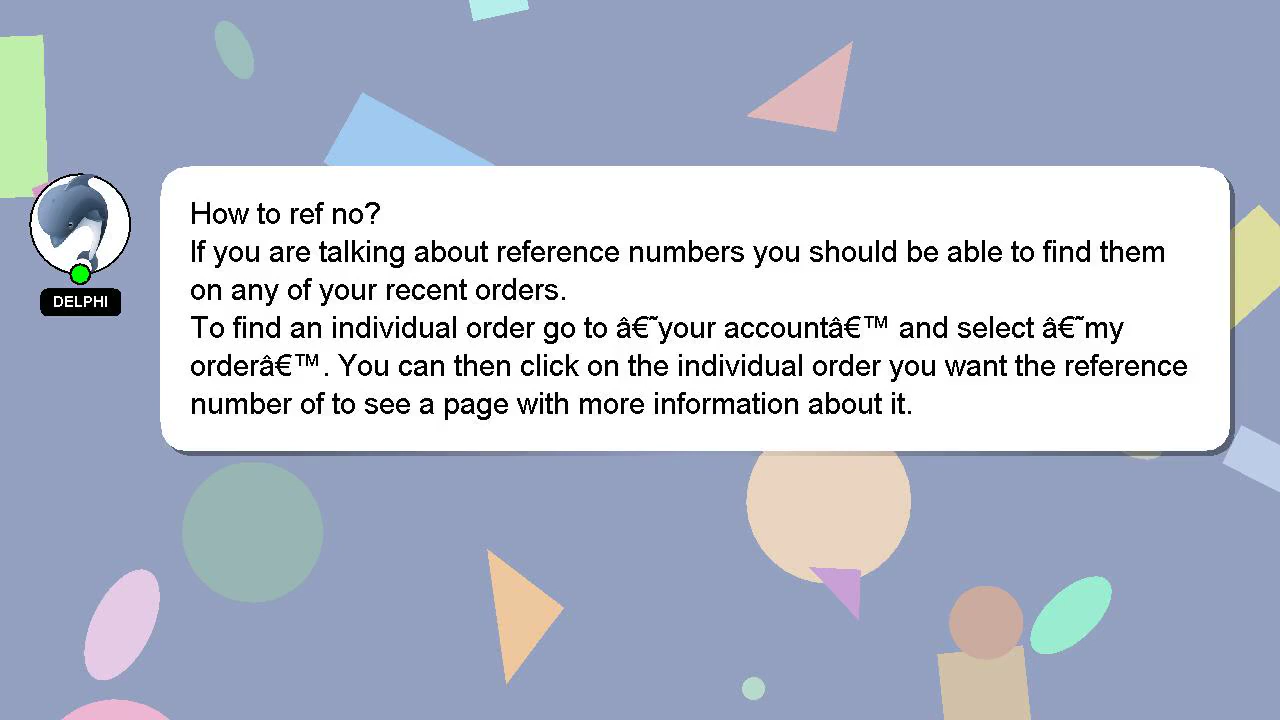 How to ref no?
If you are talking about reference numbers you should be able to find them
on any of your recent orders.
To find an individual order go to â€˜your accountâ€™ and select â€˜my
orderâ€™. You can then click on the individual order you want the reference
number of to see a page with more information about it.
DELPHI